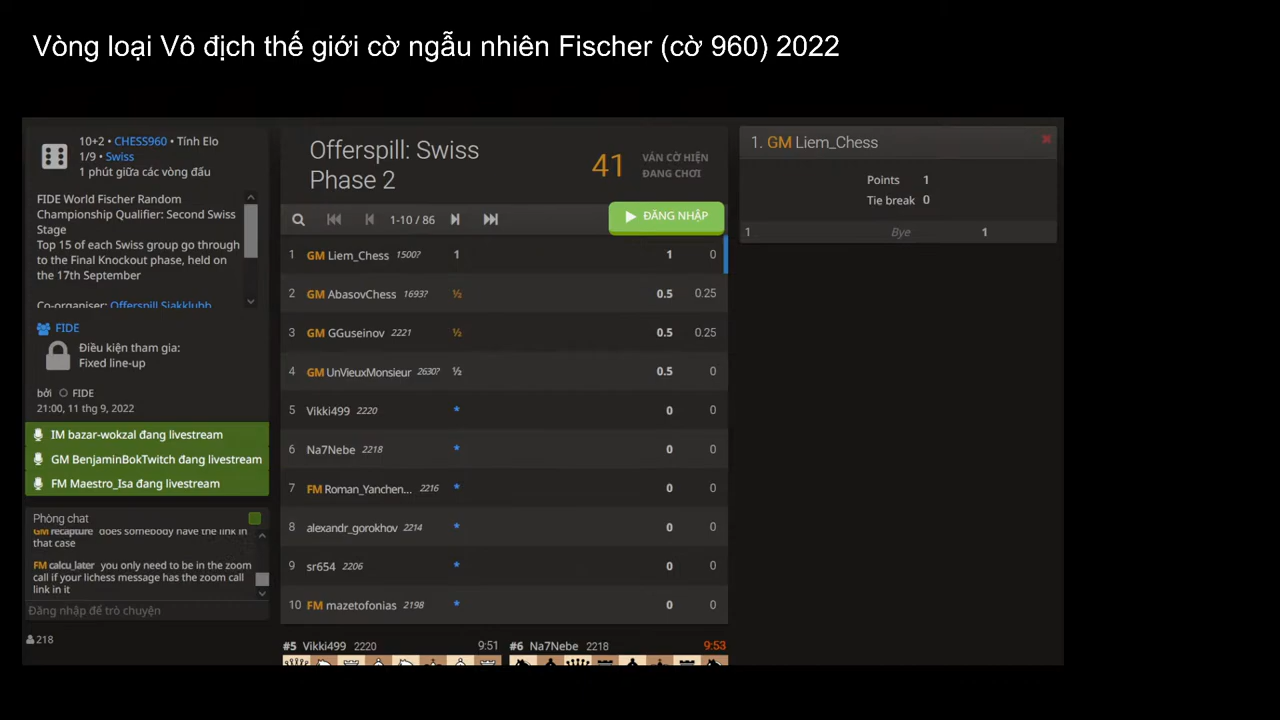 Vòng loại Vô địch thế giới cờ ngẫu nhiên Fischer (cờ 960) 2022
10+2 • CHESS960 • Tính Elo
1/9 • Swiss
1 phút giữa các vòng đấu
FIDE World Fischer Random
Championship Qualifier: Second Swiss
Stage
Top 15 of each Swiss group go through
to the Final Knockout phase, held on
the 17th September
Co-organiser: Offerspill Sjakklubb
FIDE
Điều kiện tham gia:
Fixed line-up
bởi FIDE
21:00, 11 thg 9, 2022
IM bazar-wokzal đang livestream
GM BenjaminBokTwitch đang livestream
FM Maestro_Isa đang livestream
Phòng chat
GM recapture does somebody have the link in
that case
FM calcu_later you only need to be in the zoom
call if your lichess message has the zoom call
link in it
Đăng nhập để trò chuyện
218
Offerspill: Swiss
Phase 2
41 VÁN CỜ HIỆN
ĐANG CHƠI
1-10 / 86
ĐĂNG NHẬP
1 GM Liem_Chess 1500? 1 1 0
2 GM AbasovChess 1693? ½ 0.5 0.25
3 GM GGuseinov 2221 ½ 0.5 0.25
4 GM UnVieuxMonsieur 2630? ½ 0.5 0
5 Vikki499 2220 * 0 0
6 Na7Nebe 2218 * 0 0
7 FM Roman_Yanchen... 2216 * 0 0
8 alexandr_gorokhov 2214 * 0 0
9 sr654 2206 * 0 0
10 FM mazetofonias 2198 * 0 0
#5 Vikki499 2220 9:51
#6 Na7Nebe 2218 9:53
1. GM Liem_Chess
Points 1
Tie break 0
1 Bye 1